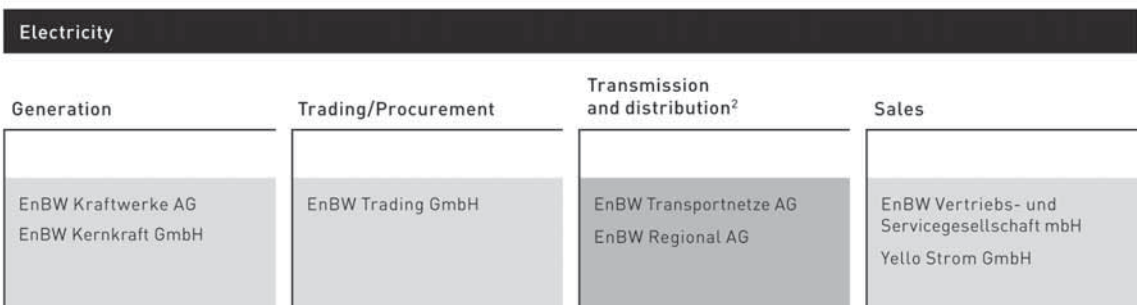 Electricity
Generation
Trading/Procurement
Transmission
and distribution²
Sales
EnBW Kraftwerke AG
EnBW Kernkraft GmbH
EnBW Trading GmbH
EnBW Transportnetze AG
EnBW Regional AG
EnBW Vertriebs- und
Servicegesellschaft mbH
Yello Strom GmbH